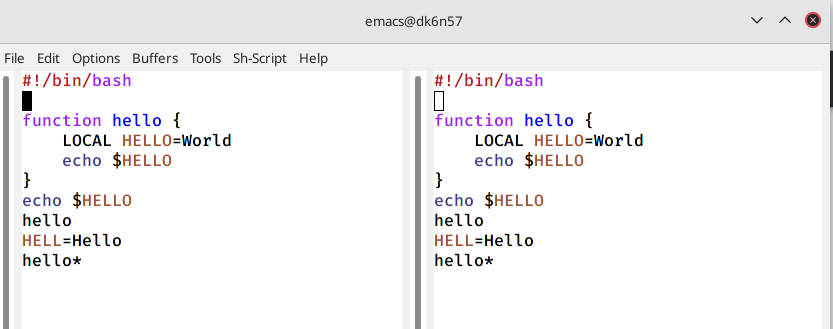 emacs@dk6n57
File Edit Options Buffers Tools Sh-Script Help
#!/bin/bash
function hello {
    LOCAL HELLO=World
    echo $HELLO
}
echo $HELLO
hello
HELL=Hello
hello*
#!/bin/bash
function hello {
    LOCAL HELLO=World
    echo $HELLO
}
echo $HELLO
hello
HELL=Hello
hello*